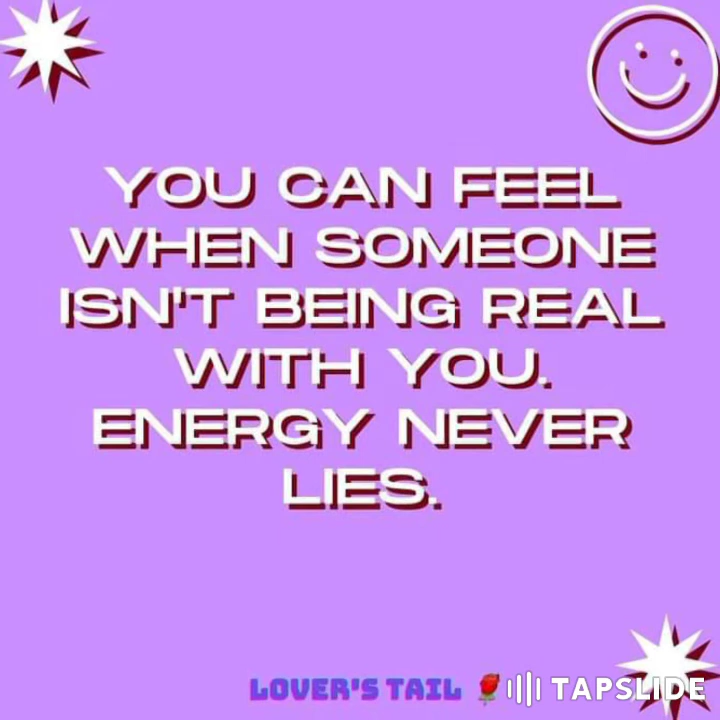 YOU CAN FEEL
WHEN SOMEONE
ISN'T BEING REAL
WITH YOU.
ENERGY NEVER
LIES.
LOVER'S TAIL 🌹 TAPSLIDE